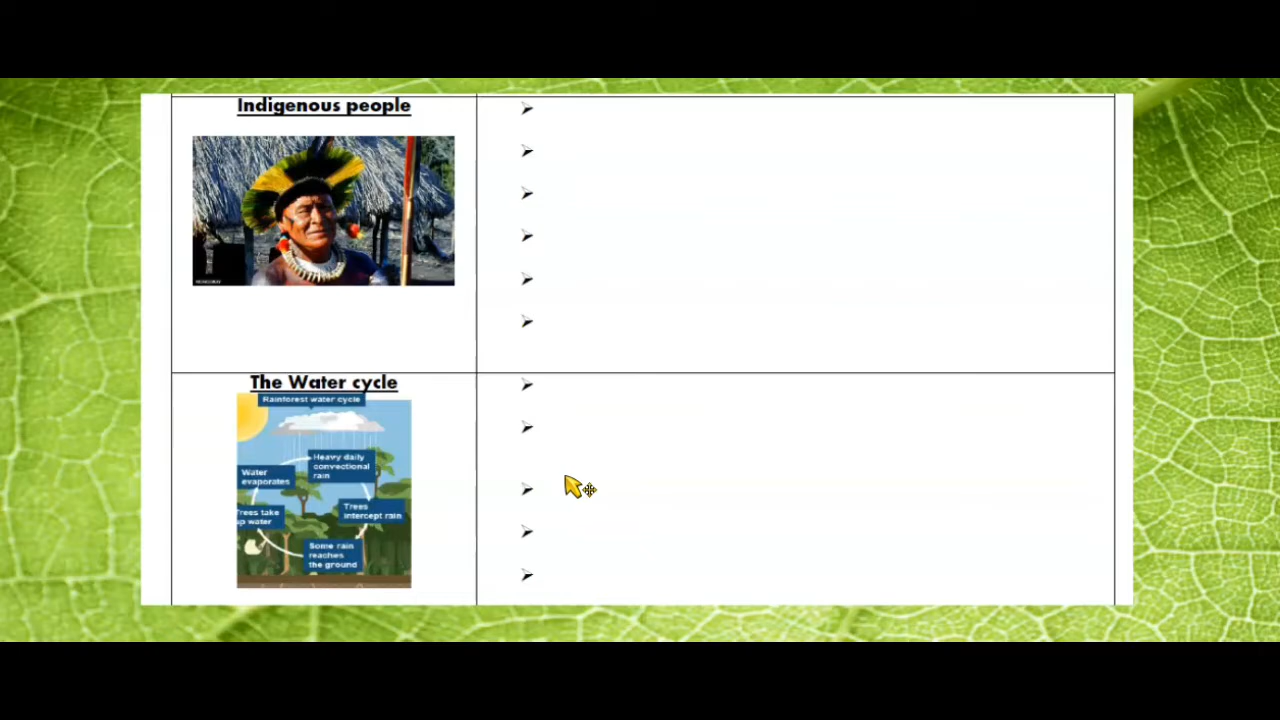 Indigenous people
The Water cycle
Rainforest water cycle
Heavy daily
convectional
rain
Water
evaporates
Trees
intercept rain
Trees take
up water
Some rain
reaches
the ground